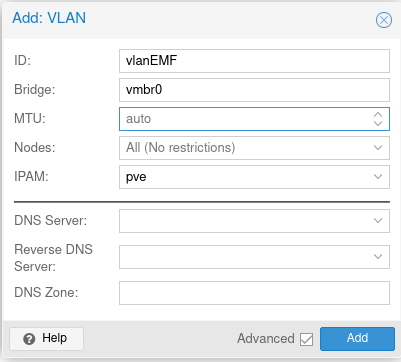 Add: VLAN
ID: vlanEMF
Bridge: vmbr0
MTU: auto
Nodes: All (No restrictions)
IPAM: pve
DNS Server:
Reverse DNS
Server:
DNS Zone:
Help Advanced Add